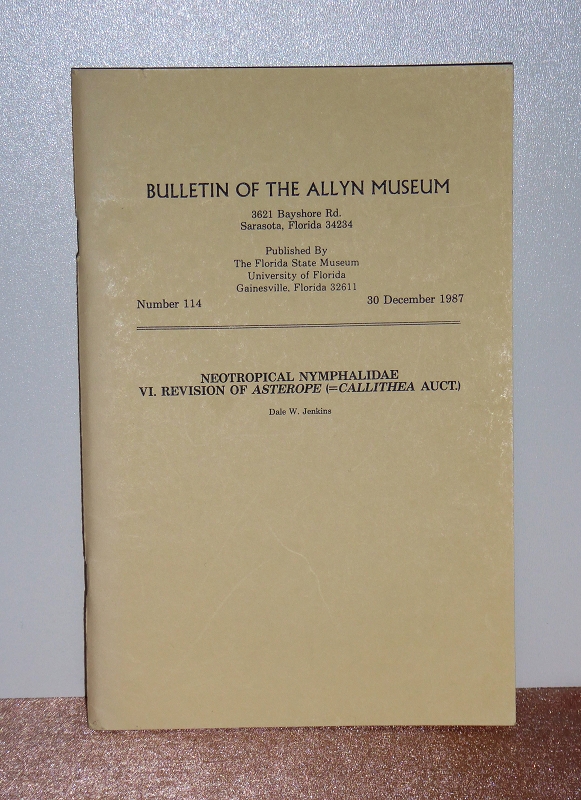 BULLETIN OF THE ALLYN MUSEUM
3621 Bayshore Rd.
Sarasota, Florida 34234
Published By
The Florida State Museum
University of Florida
Gainesville, Florida 32611
Number 114 30 December 1987
NEOTROPICAL NYMPHALIDAE
VI. REVISION OF ASTEROPE (=CALLITHEA AUCT.)
Dale W. Jenkins